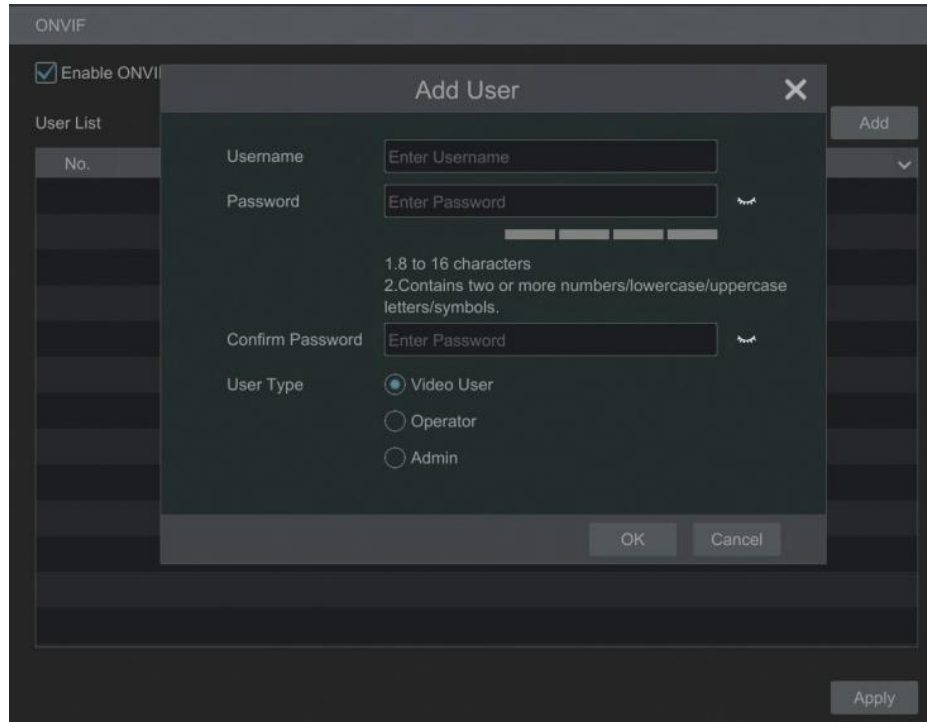 ONVIF
Enable ONVI
Add User
User List
Add
No.
Username
Enter Username
Password
Enter Password
1.8 to 16 characters
2.Contains two or more numbers/lowercase/uppercase
letters/symbols.
Confirm Password
Enter Password
User Type
Video User
Operator
Admin
OK
Cancel
Apply